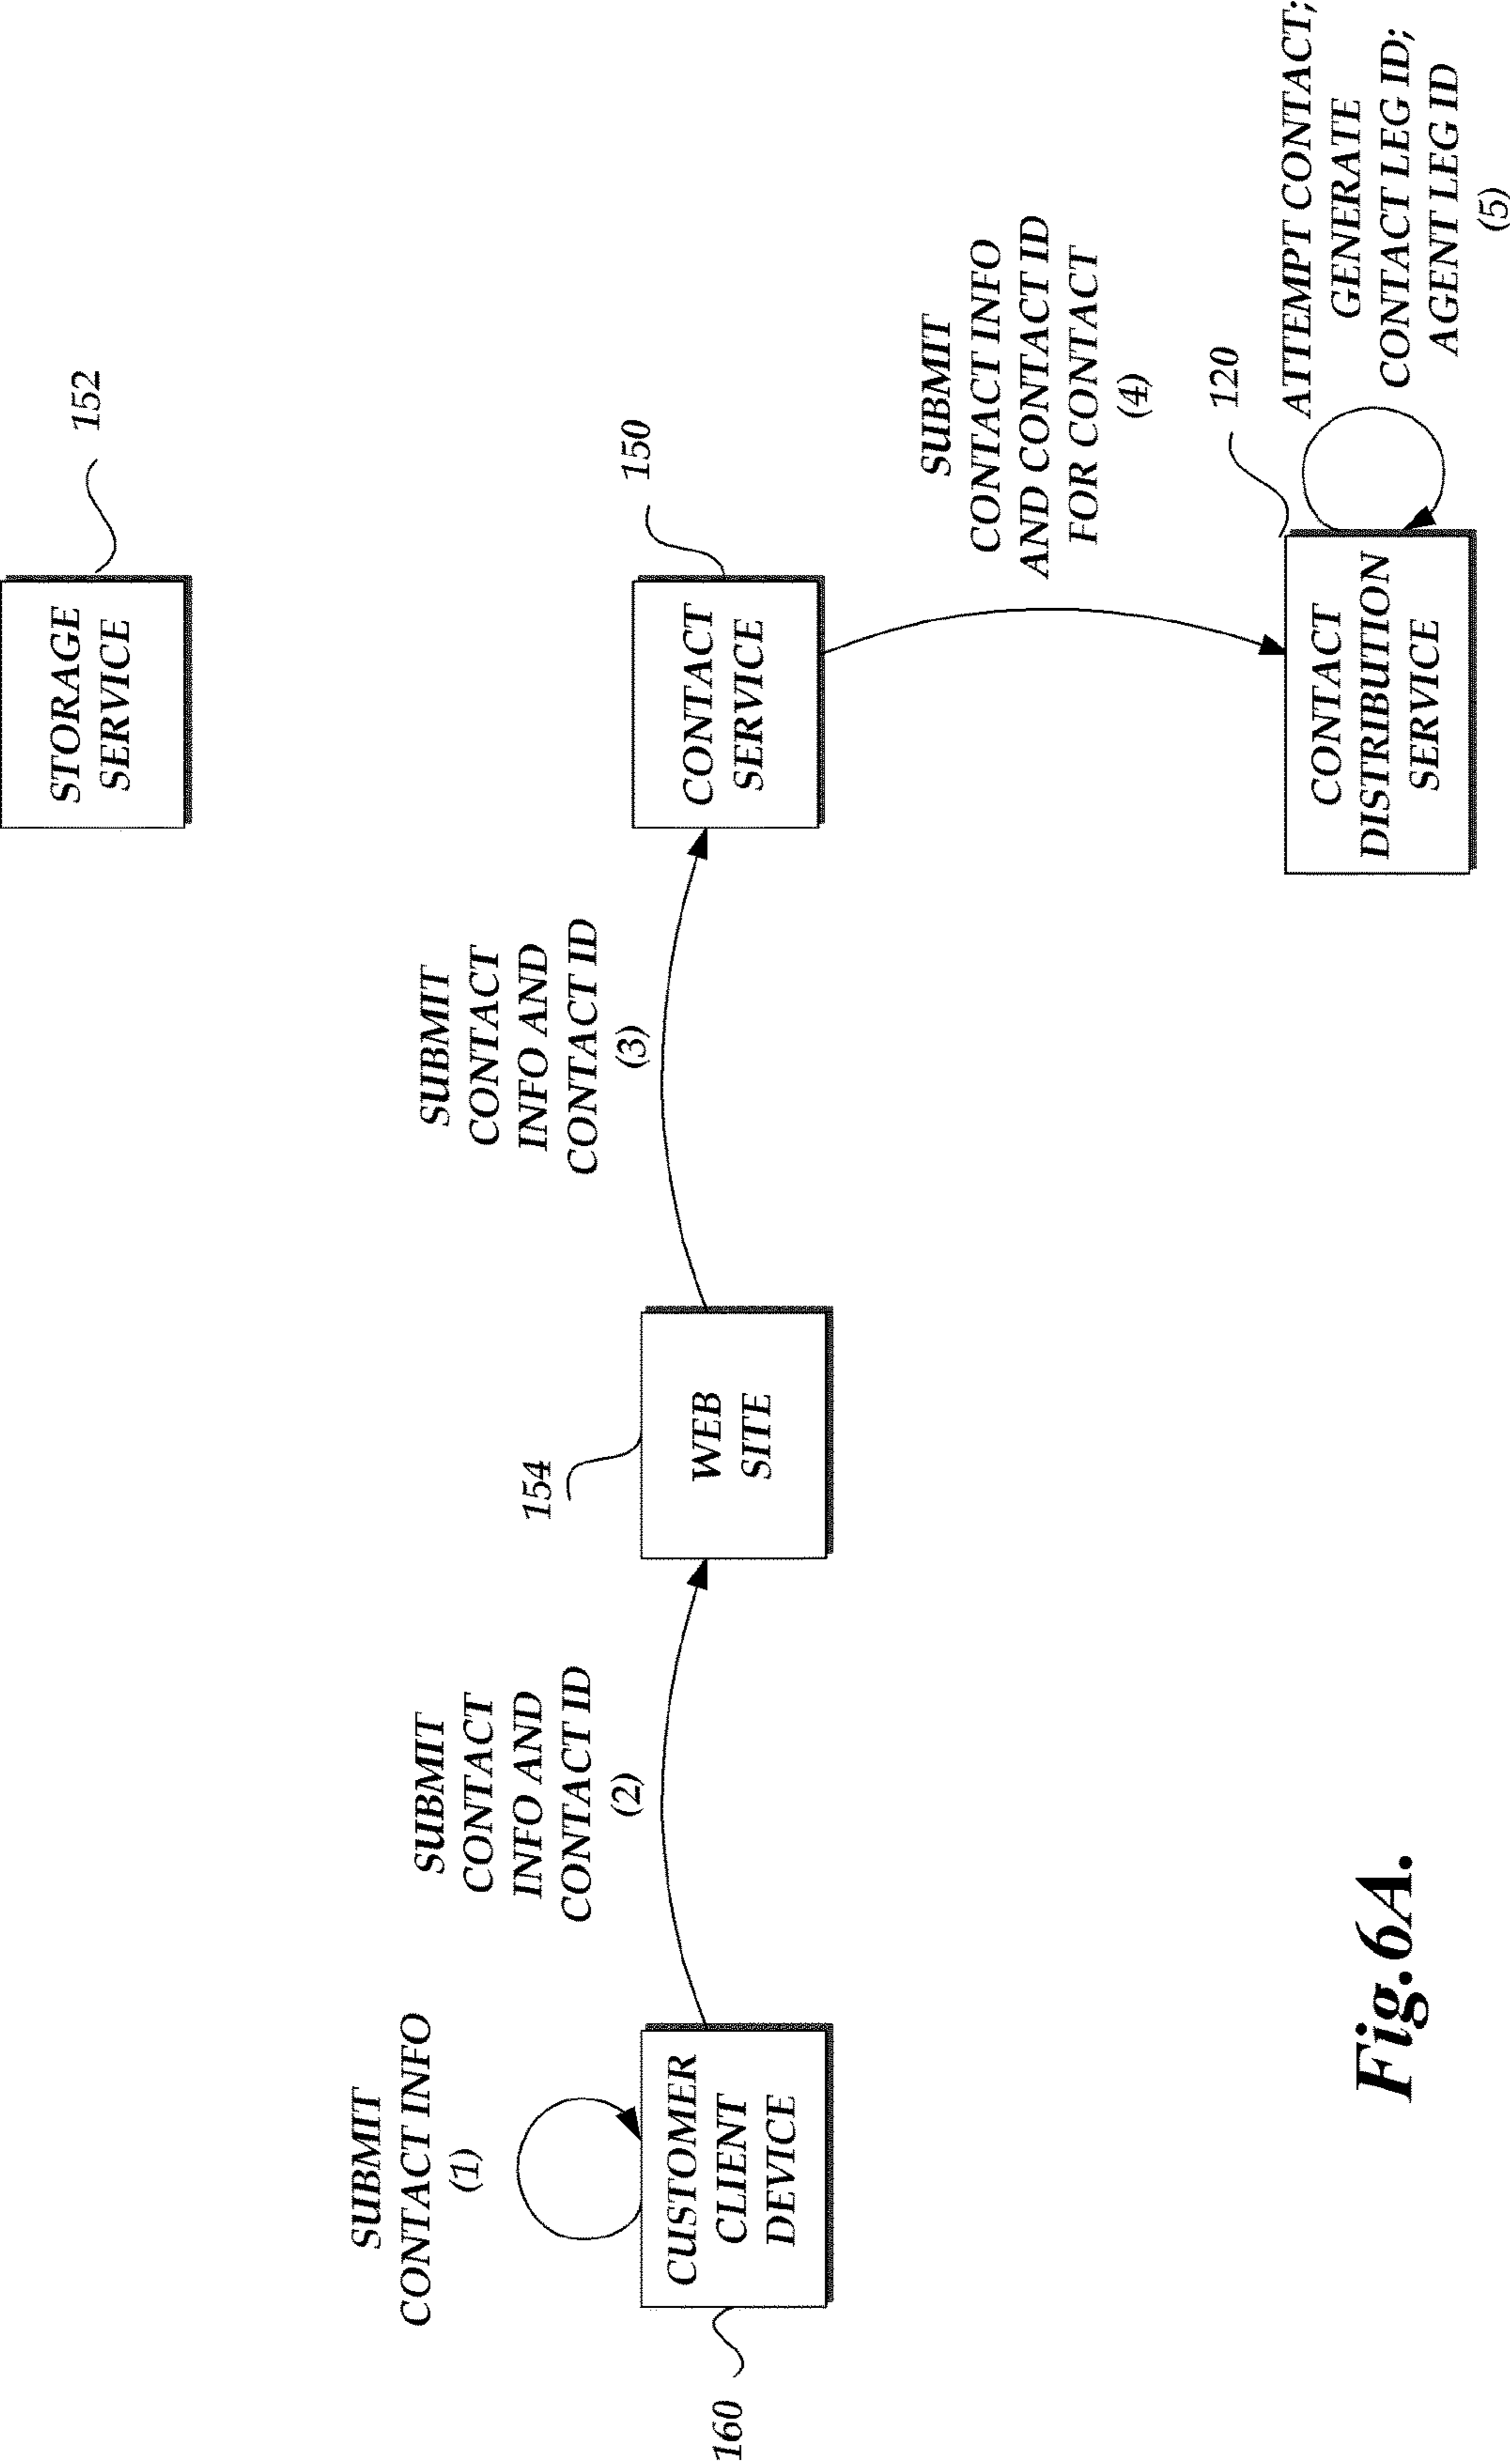 152
STORAGE
SERVICE
SUBMIT
CONTACT INFO
(1)
SUBMIT
CONTACT
INFO AND
CONTACT ID
(2)
154
SUBMIT
CONTACT
INFO AND
CONTACT ID
(3)
150
160
CUSTOMER
CLIENT
DEVICE
WEB
SITE
CONTACT
SERVICE
SUBMIT
CONTACT INFO
AND CONTACT ID
FOR CONTACT
(4)
120
CONTACT
DISTRIBUTION
SERVICE
ATTEMPT CONTACT;
GENERATE
CONTACT LEG ID;
AGENT LEG ID
(5)
Fig.6A.